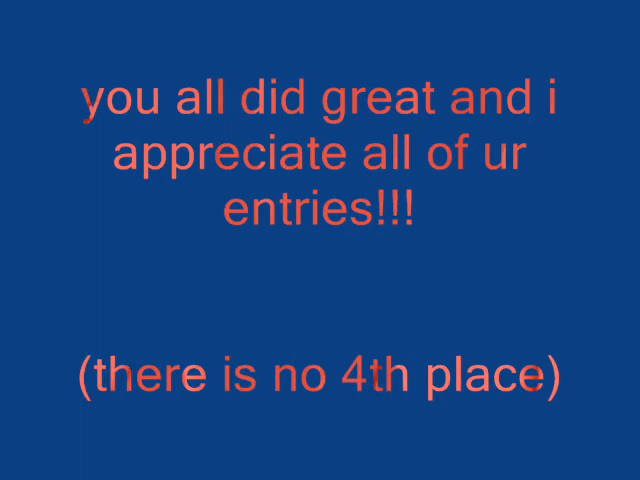 you all did great and i
appreciate all of ur
entries!!!
(there is no 4th place)